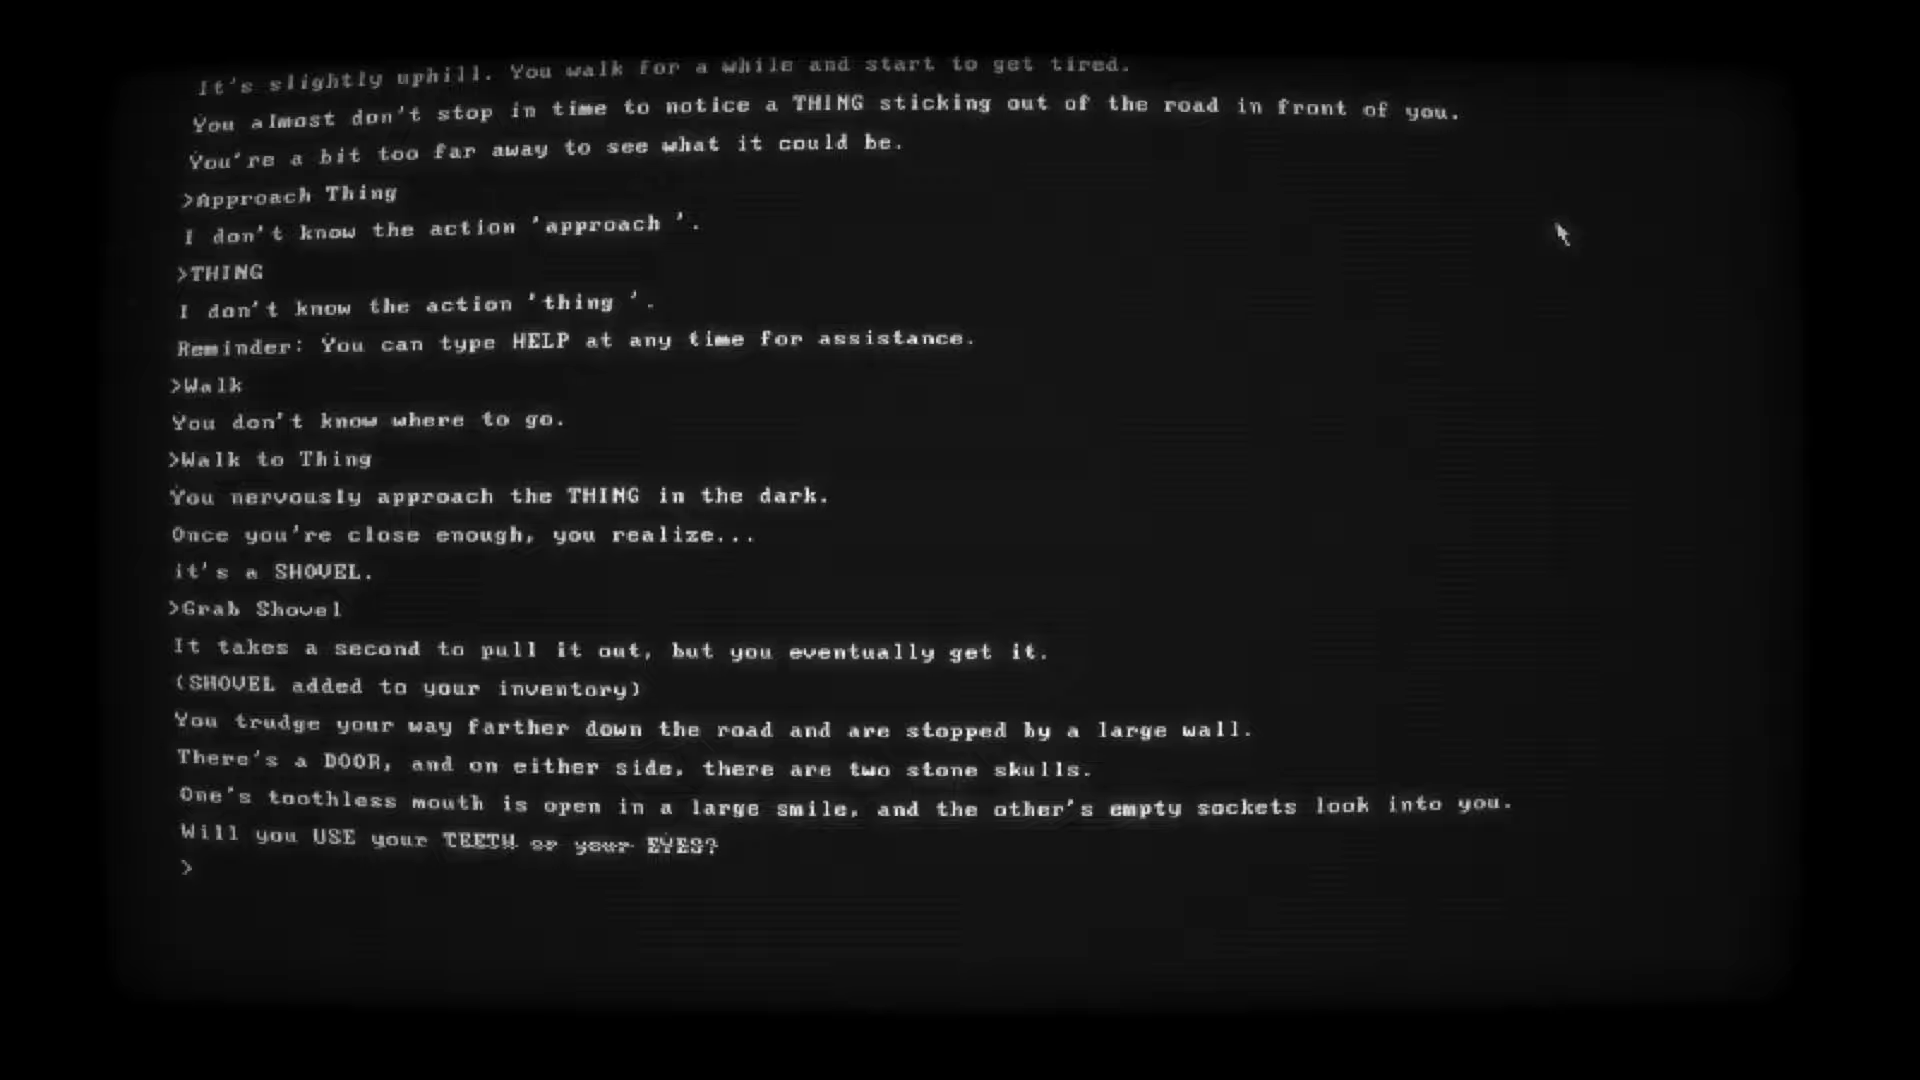 It's slightly uphill. You walk for a while and start to get tired.
You almost don't stop in time to notice a THING sticking out of the road in front of you.
You're a bit too far away to see what it could be.
>Approach Thing
I don't know the action 'approach '.
>THING
I don't know the action 'thing '.
Reminder: You can type HELP at any time for assistance.
>Walk
You don't know where to go.
>Walk to Thing
You nervously approach the THING in the dark.
Once you're close enough, you realize...
it's a SHOVEL.
>Grab Shovel
It takes a second to pull it out, but you eventually get it.
(SHOVEL added to your inventory)
You trudge your way farther down the road and are stopped by a large wall.
There's a DOOR, and on either side, there are two stone skulls.
One's toothless mouth is open in a large smile, and the other's empty sockets look into you.
Will you USE your TEETH or your EYES?
>